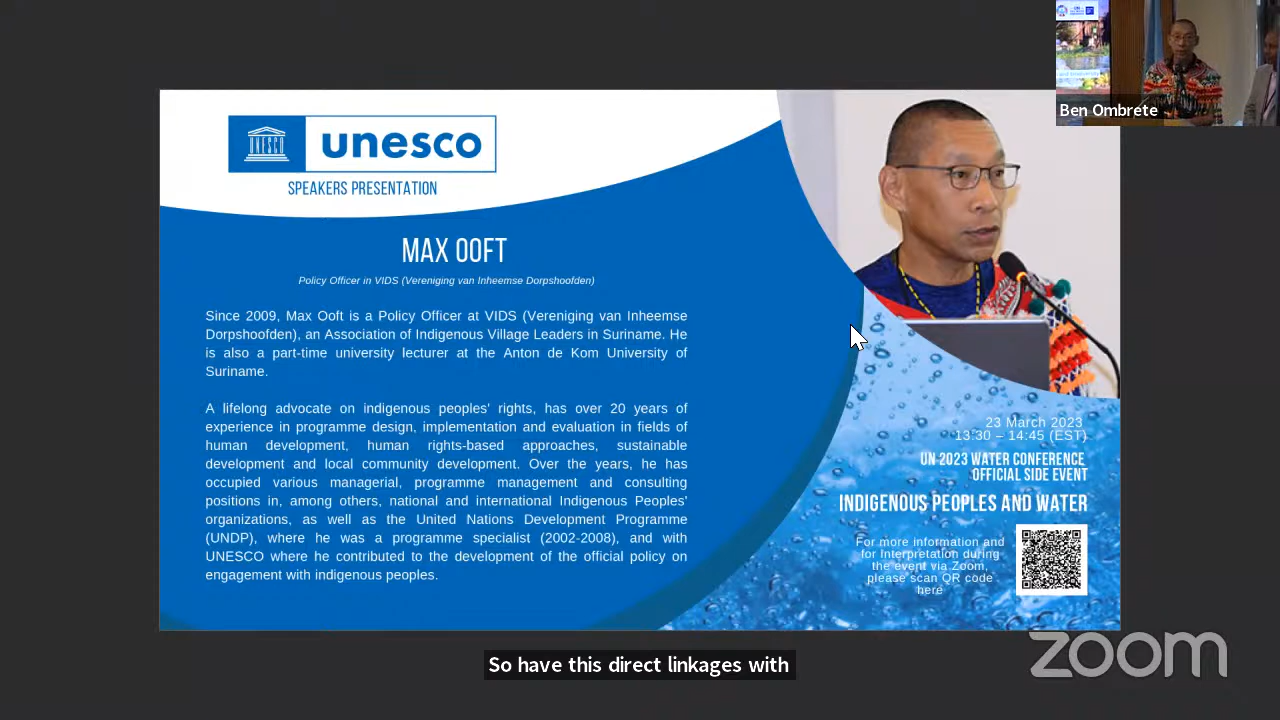 Ben Ombrete
unesco
SPEAKERS PRESENTATION
MAX OOFT
Policy Officer in VIDS (Vereniging van Inheemse Dorpshoofden)
Since 2009, Max Ooft is a Policy Officer at VIDS (Vereniging van Inheemse
Dorpshoofden), an Association of Indigenous Village Leaders in Suriname. He
is also a part-time university lecturer at the Anton de Kom University of
Suriname.
A lifelong advocate on indigenous peoples' rights, has over 20 years of
experience in programme design, implementation and evaluation in fields of
human development, human rights-based approaches, sustainable
development and local community development. Over the years, he has
occupied various managerial, programme management and consulting
positions in, among others, national and international Indigenous Peoples'
organizations, as well as the United Nations Development Programme
(UNDP), where he was a programme specialist (2002-2008), and with
UNESCO where he contributed to the development of the official policy on
engagement with indigenous peoples.
23 March 2023
13:30 – 14:45 (EST)
UN 2023 WATER CONFERENCE
OFFICIAL SIDE EVENT
INDIGENOUS PEOPLES AND WATER
For more information and
for Interpretation during
the event via Zoom,
please scan QR code
here
So have this direct linkages with
zoom